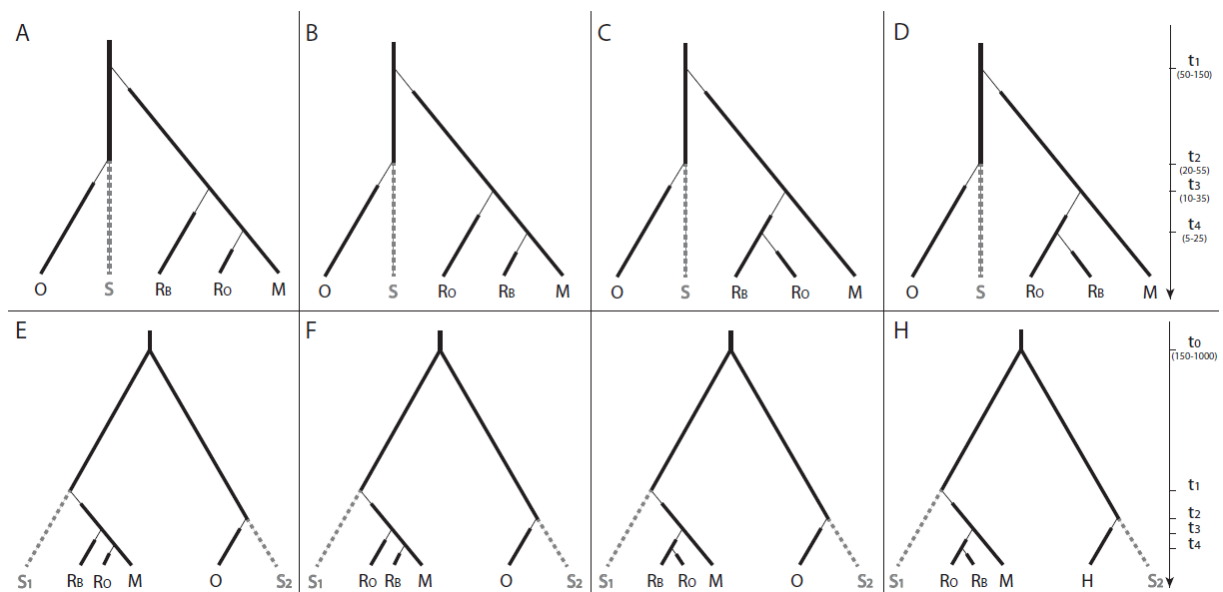 A
B
C
D
t1
(50-150)
t2
(20-55)
t3
(10-35)
t4
(5-25)
O S RB RO M
O S RO RB M
O S RB RO M
O S RO RB M
E
F
H
t0
(150-1000)
t1
t2
t3
t4
S1 RB RO M O S2
S1 RO RB M O S2
S1 RB RO M O S2
S1 RO RB M H S2